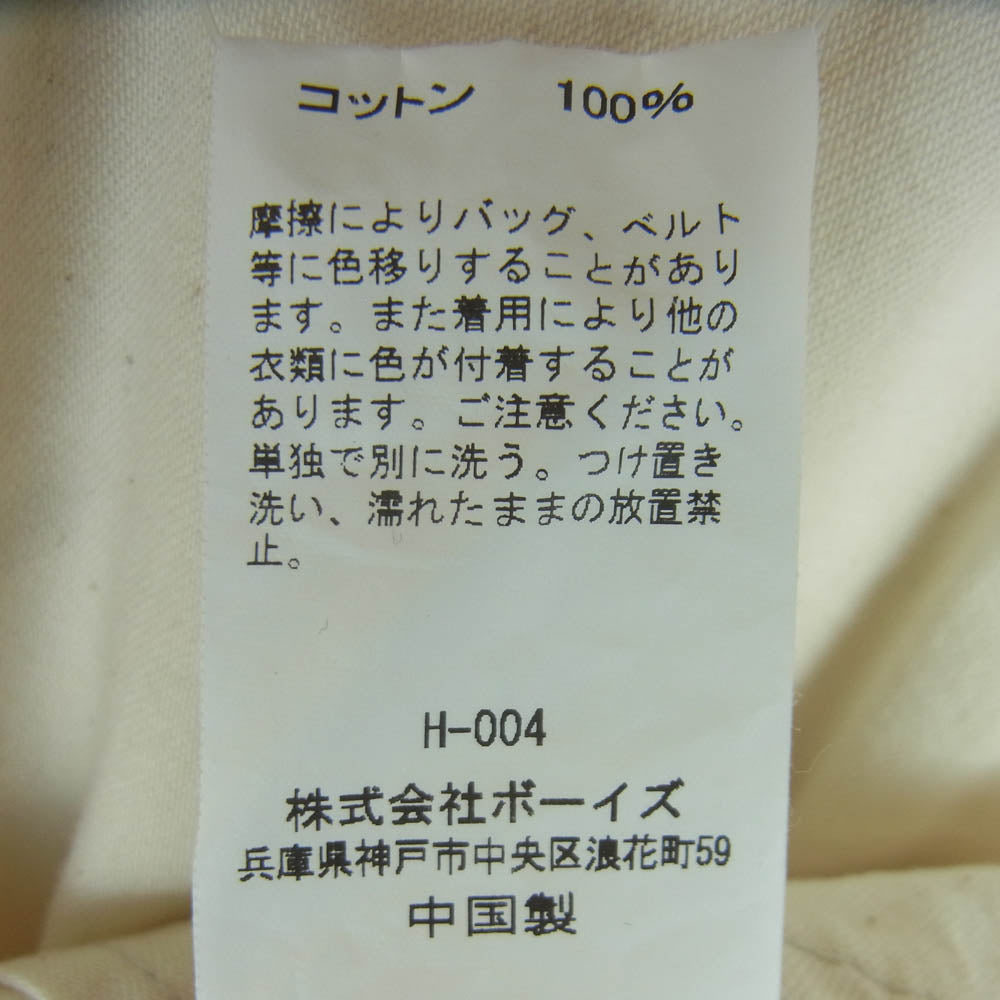 コットン 100%
摩擦によりバッグ、ベルト
等に色移りすることがあり
ます。また着用により他の
衣類に色が付着することが
あります。ご注意ください。
単独で別に洗う。つけ置き
洗い、濡れたままの放置禁
止。
H-004
株式会社ボーイズ
兵庫県神戸市中央区浪花町59
中国製